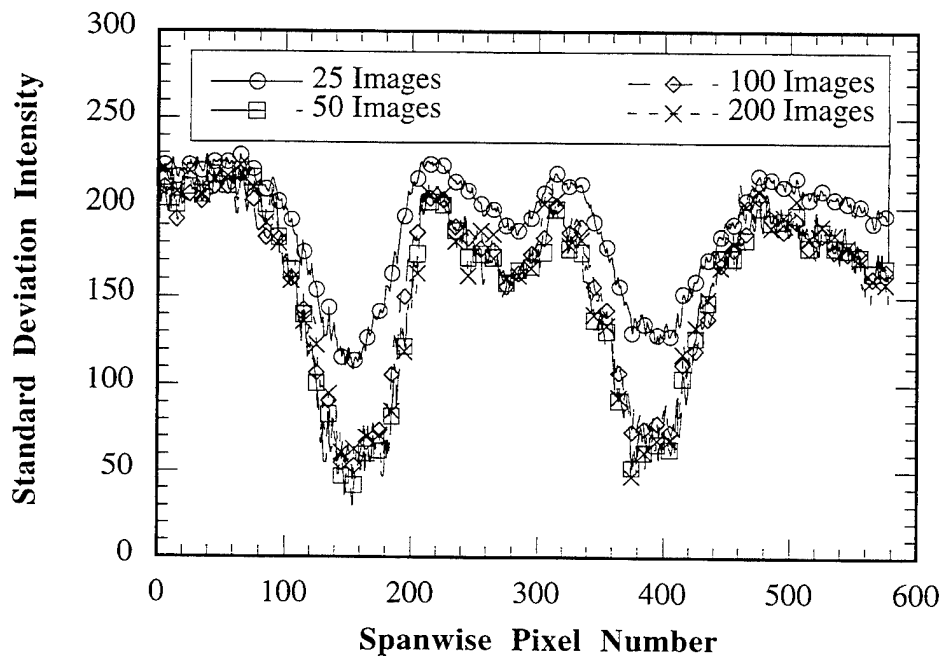 300
250
200
150
100
50
0
Standard Deviation Intensity
25 Images
50 Images
100 Images
200 Images
0 100 200 300 400 500 600
Spanwise Pixel Number